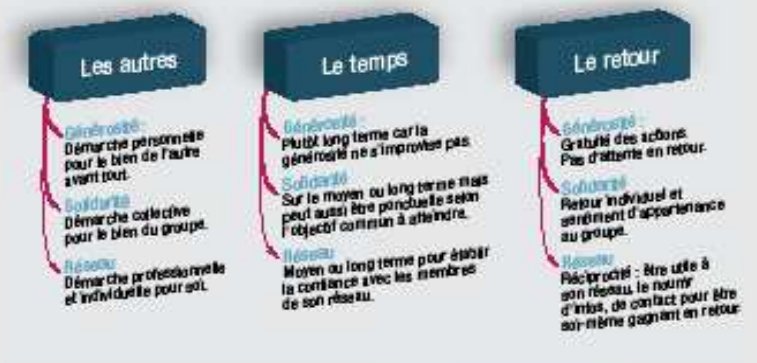 Les autres
Générosité :
Démarche personnelle
pour le bien de l'autre
avant tout.
Solidarité
Démarche collective
pour le bien du groupe.
Réseau
Démarche professionnelle
et individuelle pour soi.
Le temps
Générosité :
Plutôt long terme car la
générosité ne s'improvise pas.
Solidarité
Sur le moyen ou long terme mais
peut aussi être ponctuelle selon
l'objectif commun à atteindre.
Réseau
Moyen ou long terme pour établir
la confiance avec les membres
de son réseau.
Le retour
Générosité :
Gratuité des actions.
Pas d'attente en retour.
Solidarité
Retour individuel et
sentiment d'appartenance
au groupe.
Réseau
Réciprocité : être utile à
son réseau, le nourrir
d'infos, de contact pour être
soi-même gagnant en retour